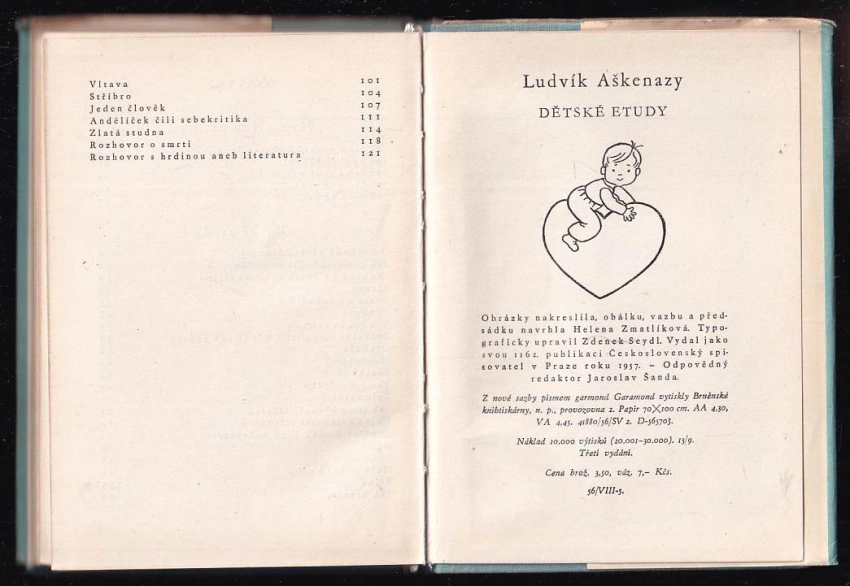 Vltava 101
Stříbro 104
Jeden člověk 107
Andělíček čili sebekritika 111
Zlatá studna 114
Rozhovor o smrti 118
Rozhovor s hrdinou aneb literatura 121
Ludvík Aškenazy
DĚTSKÉ ETUDY
Obrázky nakreslila, obálku, vazbu a před-
sádku navrhla Helena Zmatlíková. Typo-
graficky upravil Zdenek Seydl. Vydal jako
svou 1162. publikaci Československý spi-
sovatel v Praze roku 1957. – Odpovědný
redaktor Jaroslav Šanda.
Z nové sazby písmem garmond Garamond vytiskly Brněnské
knihtiskárny, n. p., provozovna 2. Papír 70×100 cm. AA 4,30,
VA 4,45. 41880/56/SV 2. D-565703.
Náklad 10.000 výtisků (20.001–30.000). 13/9.
Třetí vydání.
Cena brož. 3,50, váz. 7,– Kčs.
56/VIII-5.